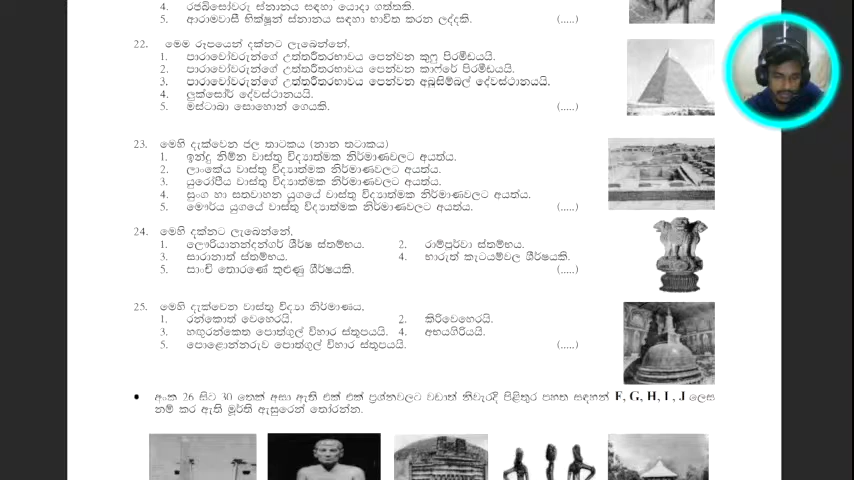 4. රජබිසෝවරු ස්නානය සඳහා යොදා ගත්තකි.
5. ආරාමවාසී භික්ෂූන් ස්නානය සඳහා භාවිත කරන ලද්දකි. (.....)
22. මෙම රූපයෙන් දක්නට ලැබෙන්නේ,
1. පාරාවෝවරුන්ගේ උත්තරීතරභාවය පෙන්වන කුෆු පිරමීඩයයි.
2. පාරාවෝවරුන්ගේ උත්තරීතරභාවය පෙන්වන කාෆ්රේ පිරමීඩයයි.
3. පාරාවෝවරුන්ගේ උත්තරීතරභාවය පෙන්වන අබුසිම්බල් දේවස්ථානයයි.
4. ලුක්සෝර් දේවස්ථානයයි.
5. මස්ටාබා සොහොන් ගෙයකි. (.....)
23. මෙහි දැක්වෙන ජල තටාකය (නාන තටාකය)
1. ඉන්දු නිම්න වාස්තු විද්‍යාත්මක නිර්මාණවලට අයත්ය.
2. ලාංකේය වාස්තු විද්‍යාත්මක නිර්මාණවලට අයත්ය.
3. යුරෝපීය වාස්තු විද්‍යාත්මක නිර්මාණවලට අයත්ය.
4. සුංග හා සතවාහන යුගයේ වාස්තු විද්‍යාත්මක නිර්මාණවලට අයත්ය.
5. මෞර්ය යුගයේ වාස්තු විද්‍යාත්මක නිර්මාණවලට අයත්ය. (.....)
24. මෙහි දක්නට ලැබෙන්නේ,
1. ලෞරියානන්දන්ගර් ශීර්ෂ ස්තම්භය. 2. රාම්පූර්වා ස්තම්භය.
3. සාරානාත් ස්තම්භය. 4. භාරුත් කැටයම්වල ශීර්ෂයකි.
5. සාංචි තොරණේ කුළුණු ශීර්ෂයකි. (.....)
25. මෙහි දැක්වෙන වාස්තු විද්‍යා නිර්මාණය,
1. රන්කොත් වෙහෙරයි. 2. කිරිවෙහෙරයි.
3. හඟුරන්කෙත පොත්ගුල් විහාර ස්තූපයයි. 4. අභයගිරියයි.
5. පොළොන්නරුව පොත්ගුල් විහාර ස්තූපයයි. (.....)
• අංක 26 සිට 30 තෙක් අසා ඇති එක් එක් ප්‍රශ්නවලට වඩාත් නිවැරදි පිළිතුර පහත සඳහන් F, G, H, I , J ලෙස
නම් කර ඇති මූර්ති ඇසුරෙන් තෝරන්න.